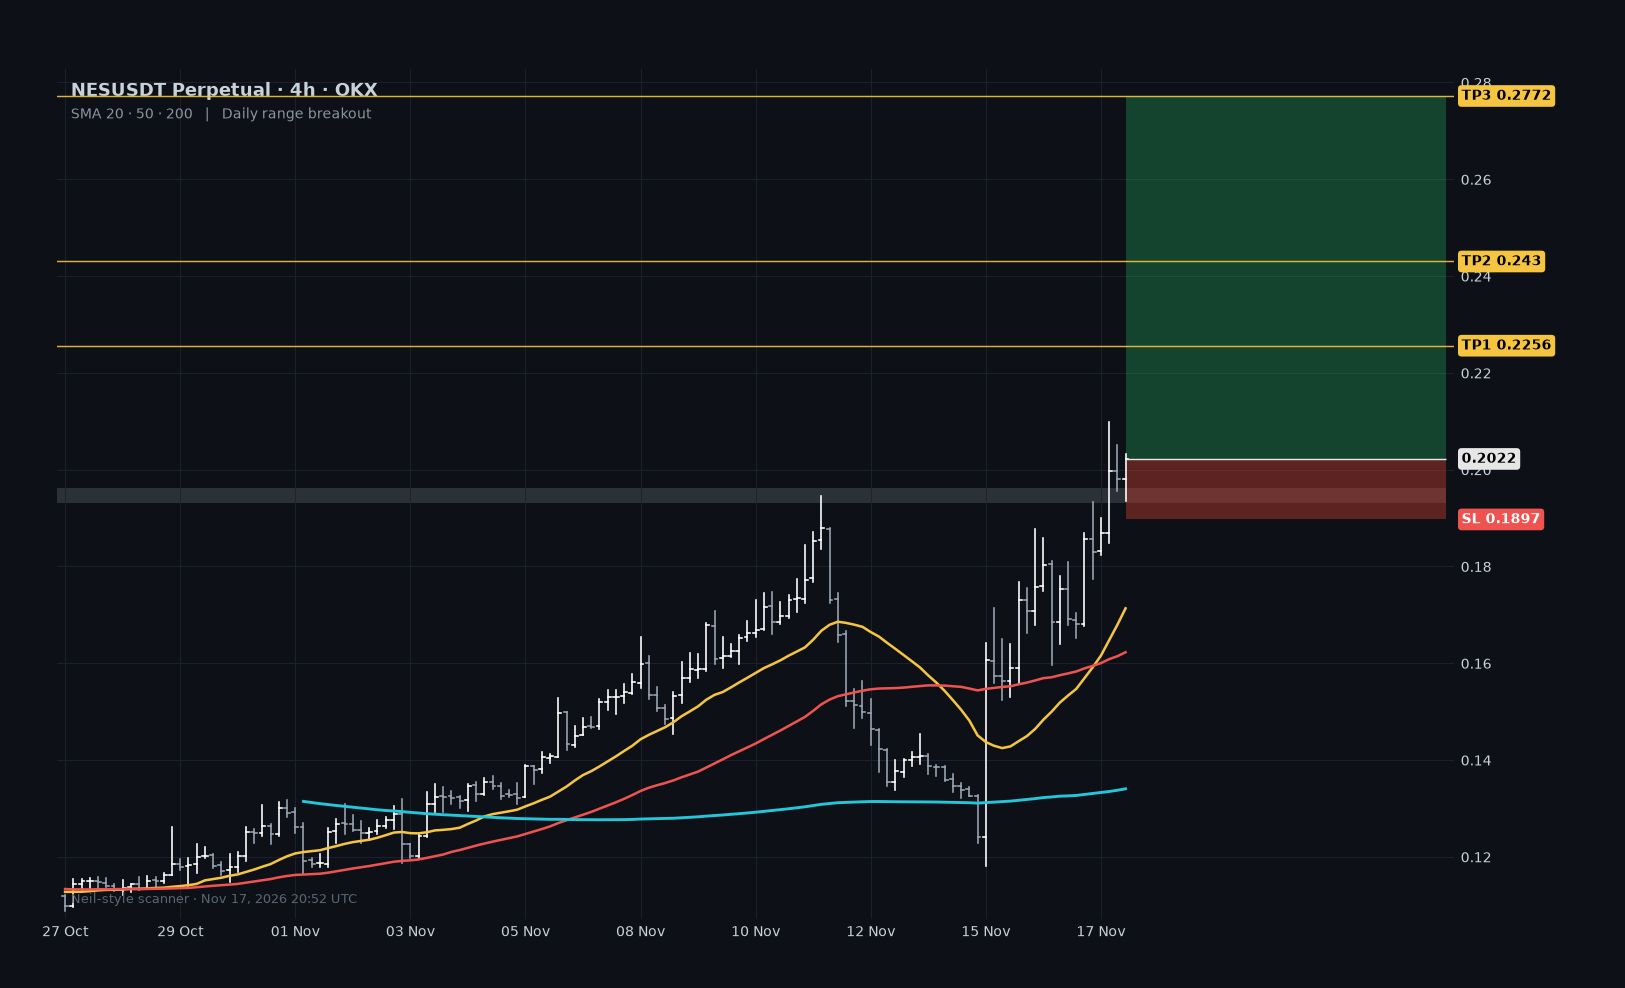 NESUSDT Perpetual · 4h · OKX
SMA 20 · 50 · 200 | Daily range breakout
0.28
TP3 0.2772
0.26
TP2 0.243
0.24
TP1 0.2256
0.22
0.2022
0.20
SL 0.1897
0.18
0.16
0.14
0.12
Neil-style scanner · Nov 17, 2026 20:52 UTC
27 Oct 29 Oct 01 Nov 03 Nov 05 Nov 08 Nov 10 Nov 12 Nov 15 Nov 17 Nov